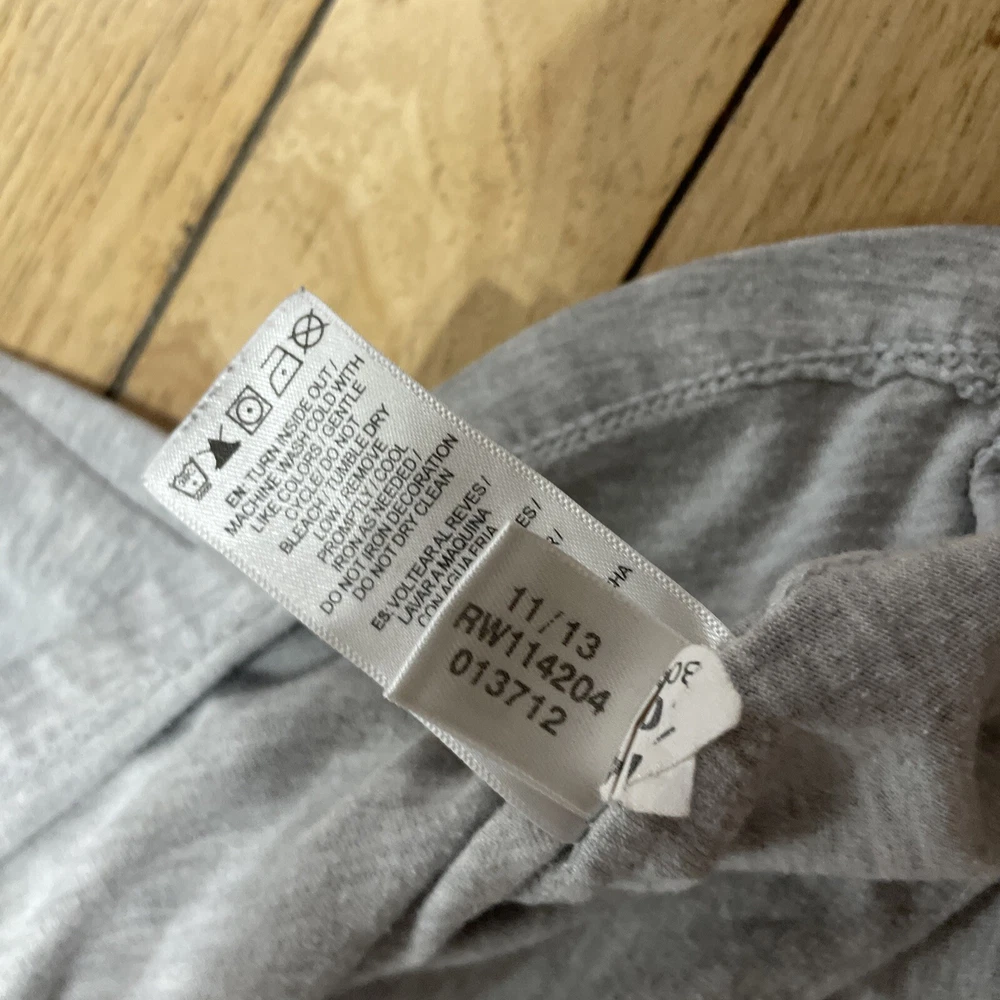 EN: TURN INSIDE OUT/
MACHINE WASH COLD WITH
LIKE COLORS/ GENTLE
CYCLE/ DO NOT
BLEACH/ TUMBLE DRY
LOW/ REMOVE
PROMPTLY / COOL
IRON AS NEEDED/
DO NOT IRON DECORATION
DO NOT DRY CLEAN
ES: VOLTEAR AL REVES /
LAVAR A MAQUINA
CON AGUA FRIA
11/13
RW114204
013712